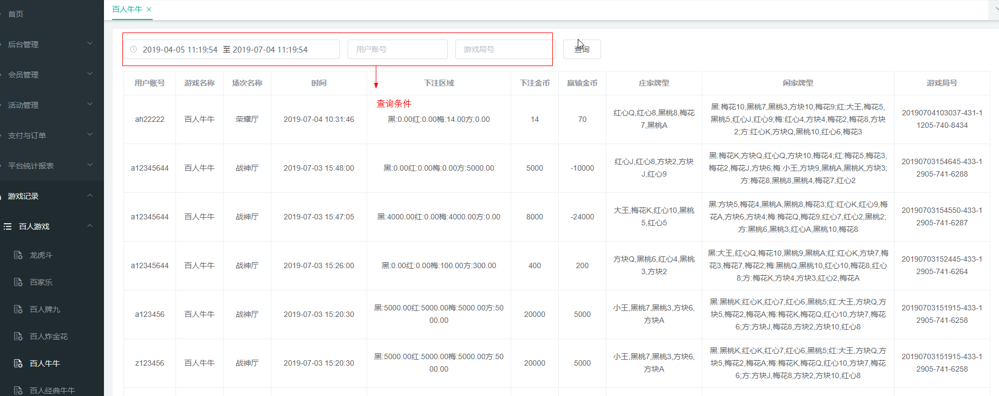 首页
后台管理
会员管理
活动管理
支付与订单
平台统计报表
游戏记录
百人游戏
龙虎斗
百家乐
百人牌九
百人炸金花
百人牛牛
百人经典牛牛
百人牛牛
2019-04-05 11:19:54 至 2019-07-04 11:19:54
用户账号
游戏局号
查询
查询条件
用户账号 游戏名称 场次名称 时间 下注区域 下注金币 赢输金币 庄家牌型 闲家牌型 游戏局号
ah22222 百人牛牛 荣耀厅 2019-07-04 10:31:46 黑:0.00红:0.00梅:14.00方:0.00 14 70
红心Q,红心8,黑桃8,梅花
7,黑桃A
黑:梅花10,黑桃7,黑桃3,方块10,梅花9;红:大王,梅花5,
黑桃5,红心J,红心9;梅:红心4,方块4,梅花2,梅花8,方块
2;方:红心K,方块Q,黑桃10,红心6,梅花3
20190704103037-431-1
1205-740-8434
a12345644 百人牛牛 战神厅 2019-07-03 15:48:00 黑:0.00红:0.00梅:0.00方:5000.00 5000 -10000
红心J,红心8,方块2,方块
J,红心9
黑:梅花K,方块Q,红心Q,方块10,梅花4;红:梅花5,梅花3,
梅花2,梅花J,方块6;梅:小王,方块9,黑桃A,黑桃K,方块3;
方:梅花8,黑桃8,黑桃4,梅花7,红心2
20190703154645-433-1
2905-741-6288
a12345644 百人牛牛 战神厅 2019-07-03 15:47:05 黑:4000.00红:0.00梅:4000.00方:0.00 8000 -24000
大王,梅花K,红心10,黑桃
5,红心5
黑:方块5,梅花4,黑桃A,黑桃8,梅花3;红:红心K,红心9,梅
花A,方块6,方块4;梅:梅花Q,梅花9,红心7,红心2,黑桃2;
方:黑桃6,黑桃3,红心A,黑桃10,梅花8
20190703154550-433-1
2905-741-6287
a12345644 百人牛牛 战神厅 2019-07-03 15:26:00 黑:0.00红:0.00梅:100.00方:300.00 400 200
方块Q,黑桃6,红心4,黑桃
3,方块2
黑:大王,红心Q,梅花10,黑桃9,黑桃A;红:红心K,方块7,梅
花3,梅花7,梅花2;梅:黑桃Q,黑桃10,红心10,梅花8,红心
8;方:梅花K,方块4,方块3,红心2,梅花A
20190703152445-433-1
2905-741-6264
a123456 百人牛牛 战神厅 2019-07-03 15:20:30
黑:5000.00红:5000.00梅:5000.00方:50
00.00
20000 5000
小王,黑桃7,黑桃3,方块6,
方块A
黑:黑桃K,红心K,红心7,红心6,黑桃5;红:大王,方块Q,方
块5,梅花2,梅花A;梅:梅花K,梅花Q,红心10,方块7,梅花
6;方:方块J,梅花8,方块2,方块10,红心8
20190703151915-433-1
2905-741-6258
z123456 百人牛牛 战神厅 2019-07-03 15:20:30
黑:5000.00红:5000.00梅:5000.00方:50
00.00
20000 5000
小王,黑桃7,黑桃3,方块6,
方块A
黑:黑桃K,红心K,红心7,红心6,黑桃5;红:大王,方块Q,方
块5,梅花2,梅花A;梅:梅花K,梅花Q,红心10,方块7,梅花
6;方:方块J,梅花8,方块2,方块10,红心8
20190703151915-433-1
2905-741-6258